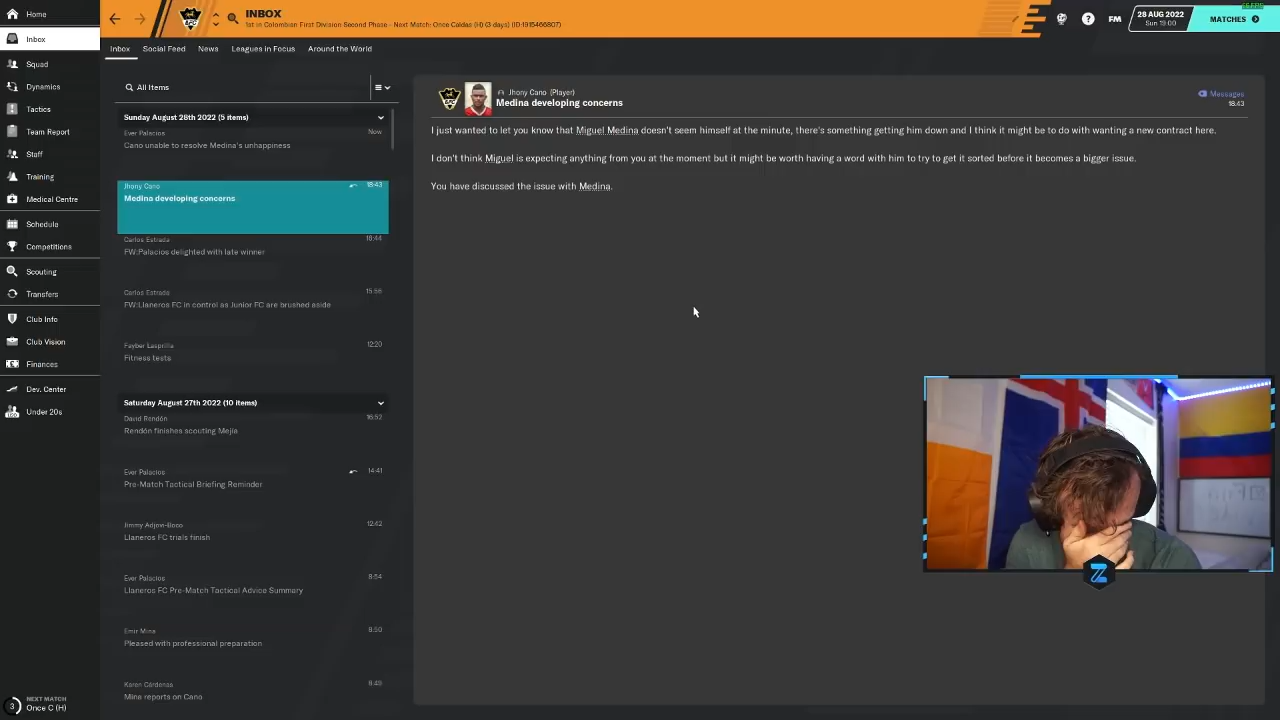 Home
Inbox
Squad
Dynamics
Tactics
Team Report
Staff
Training
Medical Centre
Schedule
Competitions
Scouting
Transfers
Club Info
Club Vision
Finances
Dev. Center
Under 20s
3
NEXT MATCH
Once C (H)
INBOX
1st in Colombian First Division Second Phase - Next Match: Once Caldas (H) (3 days) (ID:1915466807)
FM
28 AUG 2022
Sun 19:00
MATCHES
Inbox
Social Feed
News
Leagues in Focus
Around the World
All Items
Sunday August 28th 2022 (5 items)
Ever Palacios
Now
Cano unable to resolve Medina's unhappiness
Jhony Cano
18:43
Medina developing concerns
Carlos Estrada
16:44
FW:Palacios delighted with late winner
Carlos Estrada
15:56
FW:Llaneros FC in control as Junior FC are brushed aside
Fayber Lasprilla
12:20
Fitness tests
Saturday August 27th 2022 (10 items)
David Rendón
16:52
Rendón finishes scouting Mejía
Ever Palacios
14:41
Pre-Match Tactical Briefing Reminder
Jimmy Adjovi-Boco
12:42
Llaneros FC trials finish
Ever Palacios
8:54
Llaneros FC Pre-Match Tactical Advice Summary
Emir Mina
8:50
Pleased with professional preparation
Karen Cárdenas
8:48
Mina reports on Cano
Jhony Cano (Player)
Medina developing concerns
Messages
18:43
I just wanted to let you know that Miguel Medina doesn't seem himself at the minute, there's something getting him down and I think it might be to do with wanting a new contract here.
I don't think Miguel is expecting anything from you at the moment but it might be worth having a word with him to try to get it sorted before it becomes a bigger issue.
You have discussed the issue with Medina.